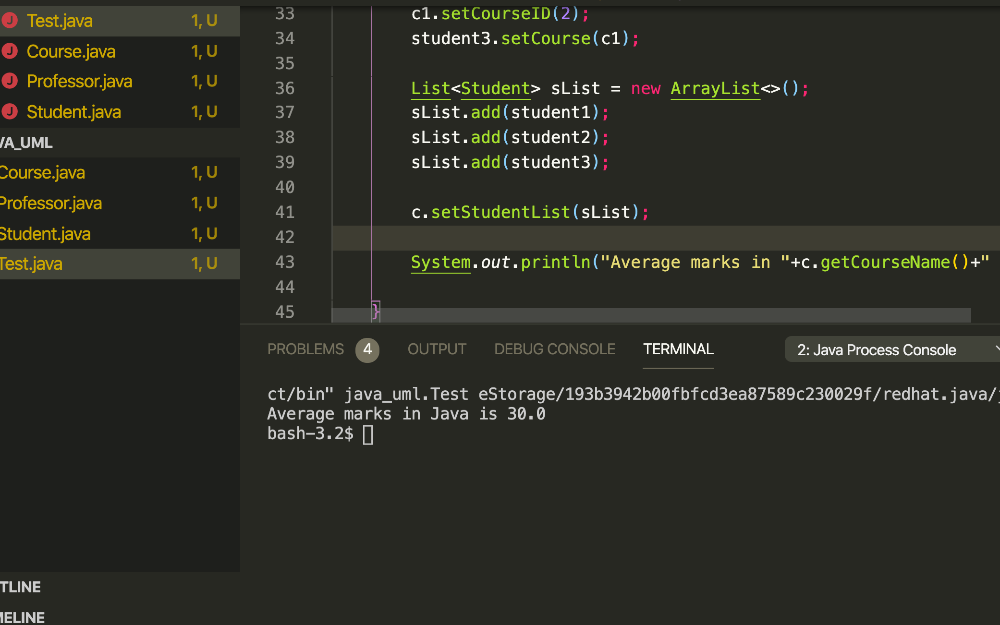 Test.java 1, U
Course.java 1, U
Professor.java 1, U
Student.java 1, U
VA_UML
Course.java 1, U
Professor.java 1, U
Student.java 1, U
Test.java 1, U
TLINE
MELINE
33 c1.setCourseID(2);
34 student3.setCourse(c1);
35
36 List<Student> sList = new ArrayList<>();
37 sList.add(student1);
38 sList.add(student2);
39 sList.add(student3);
40
41 c.setStudentList(sList);
42
43 System.out.println("Average marks in "+c.getCourseName()+"
44
45 }
PROBLEMS 4 OUTPUT DEBUG CONSOLE TERMINAL 2: Java Process Console
ct/bin" java_uml.Test eStorage/193b3942b00fbfcd3ea87589c230029f/redhat.java/j
Average marks in Java is 30.0
bash-3.2$